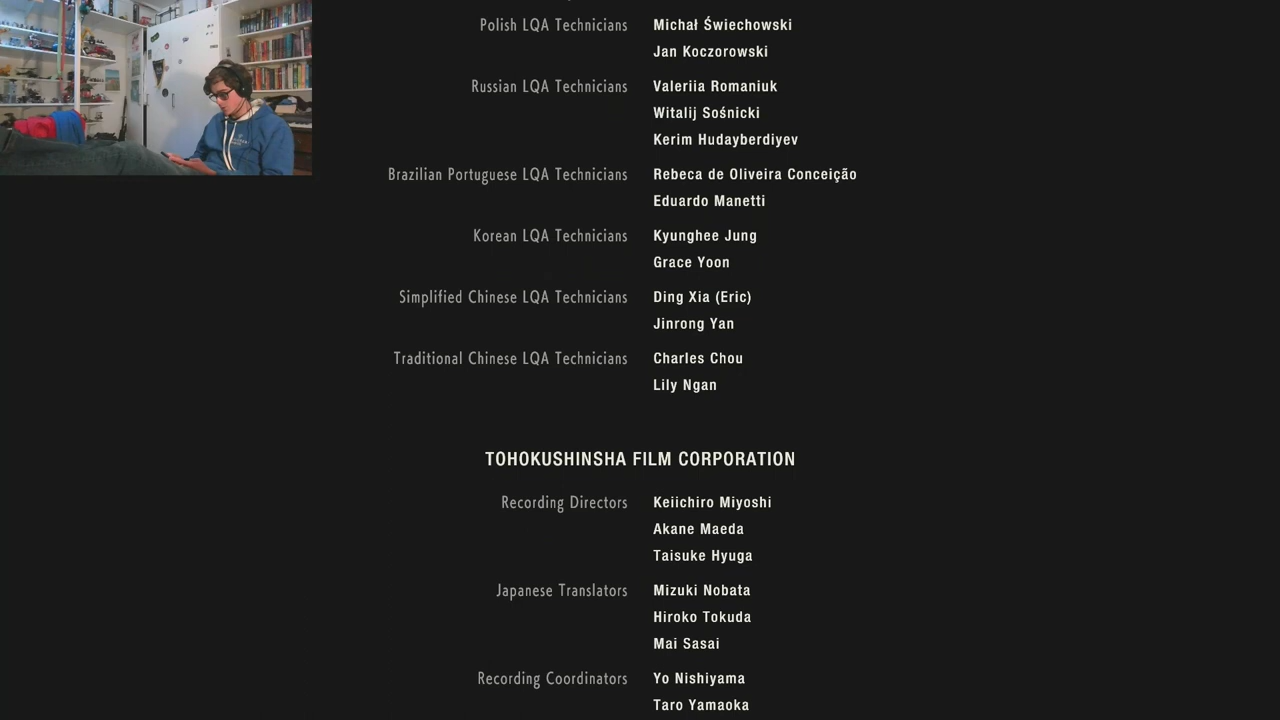 Polish LQA Technicians Michał Świechowski
Jan Koczorowski
Russian LQA Technicians Valeriia Romaniuk
Witalij Sośnicki
Kerim Hudayberdiyev
Brazilian Portuguese LQA Technicians Rebeca de Oliveira Conceição
Eduardo Manetti
Korean LQA Technicians Kyunghee Jung
Grace Yoon
Simplified Chinese LQA Technicians Ding Xia (Eric)
Jinrong Yan
Traditional Chinese LQA Technicians Charles Chou
Lily Ngan
TOHOKUSHINSHA FILM CORPORATION
Recording Directors Keiichiro Miyoshi
Akane Maeda
Taisuke Hyuga
Japanese Translators Mizuki Nobata
Hiroko Tokuda
Mai Sasai
Recording Coordinators Yo Nishiyama
Taro Yamaoka